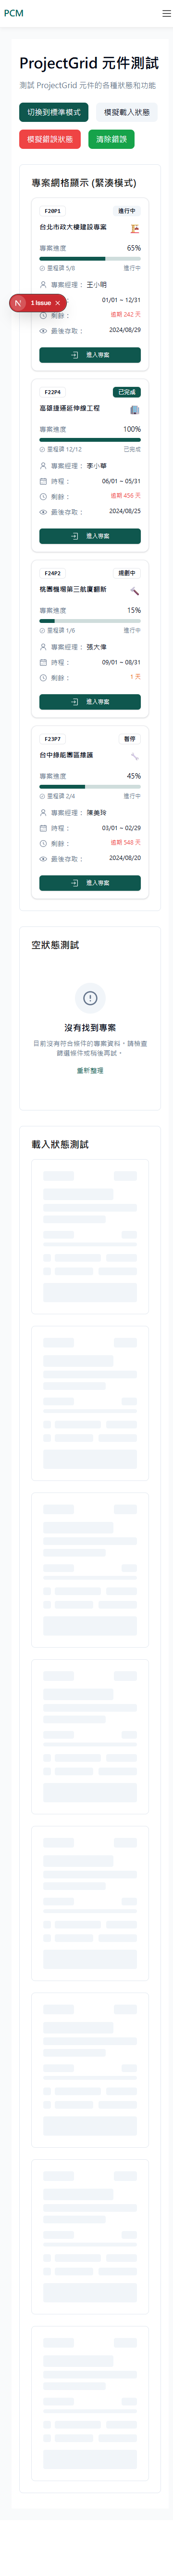 PCM
ProjectGrid 元件測試
測試 ProjectGrid 元件的各種狀態和功能
切換到標準模式
模擬載入狀態
模擬錯誤狀態
清除錯誤
專案網格顯示 (緊湊模式)
F20P1
進行中
台北市政大樓建設專案
專案進度
65%
里程碑 5/8
進行中
專案經理： 王小明
時程：
01/01 ~ 12/31
剩餘：
逾期 242 天
最後存取：
2024/08/29
進入專案
N
1 Issue
F22P4
已完成
高雄捷運延伸線工程
專案進度
100%
里程碑 12/12
已完成
專案經理： 李小華
時程：
06/01 ~ 05/31
剩餘：
逾期 456 天
最後存取：
2024/08/25
進入專案
F24P2
規劃中
桃園機場第三航廈翻新
專案進度
15%
里程碑 1/6
進行中
專案經理： 張大偉
時程：
09/01 ~ 08/31
剩餘：
1 天
進入專案
F23P7
暫停
台中綠能園區維護
專案進度
45%
里程碑 2/4
進行中
專案經理： 陳美玲
時程：
03/01 ~ 02/29
剩餘：
逾期 548 天
最後存取：
2024/08/20
進入專案
空狀態測試
沒有找到專案
目前沒有符合條件的專案資料，請檢查
篩選條件或稍後再試。
重新整理
載入狀態測試